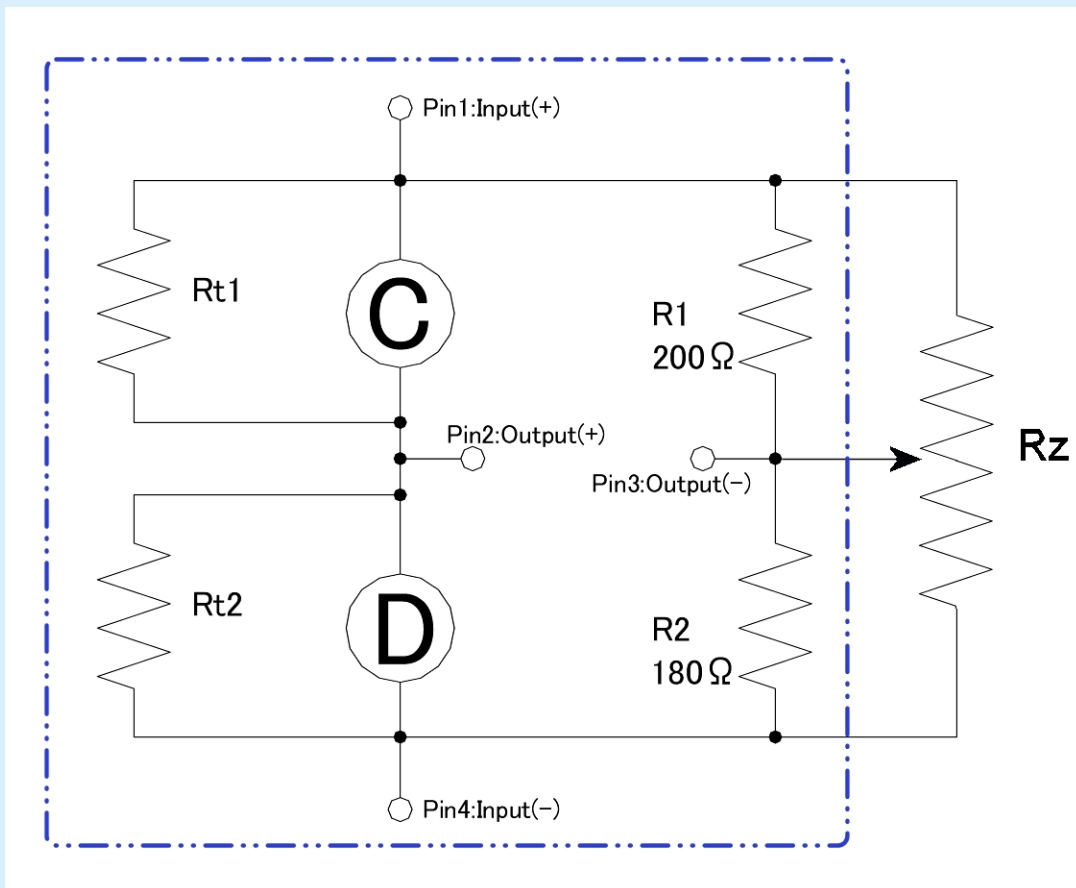 Pin1:Input(+)
Rt1
C
R1
200Ω
Pin2:Output(+)
Rz
Pin3:Output(-)
Rt2
D
R2
180Ω
Pin4:Input(-)